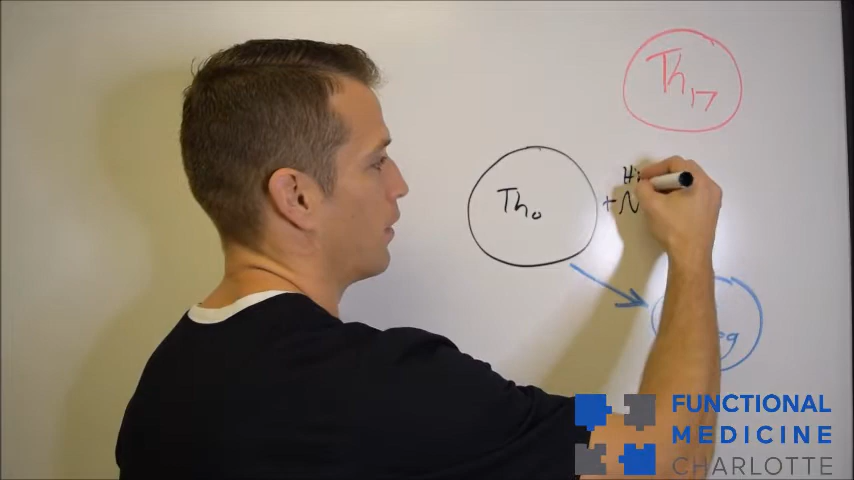 Th17
Hi
Th0
+N
FUNCTIONAL
MEDICINE
CHARLOTTE